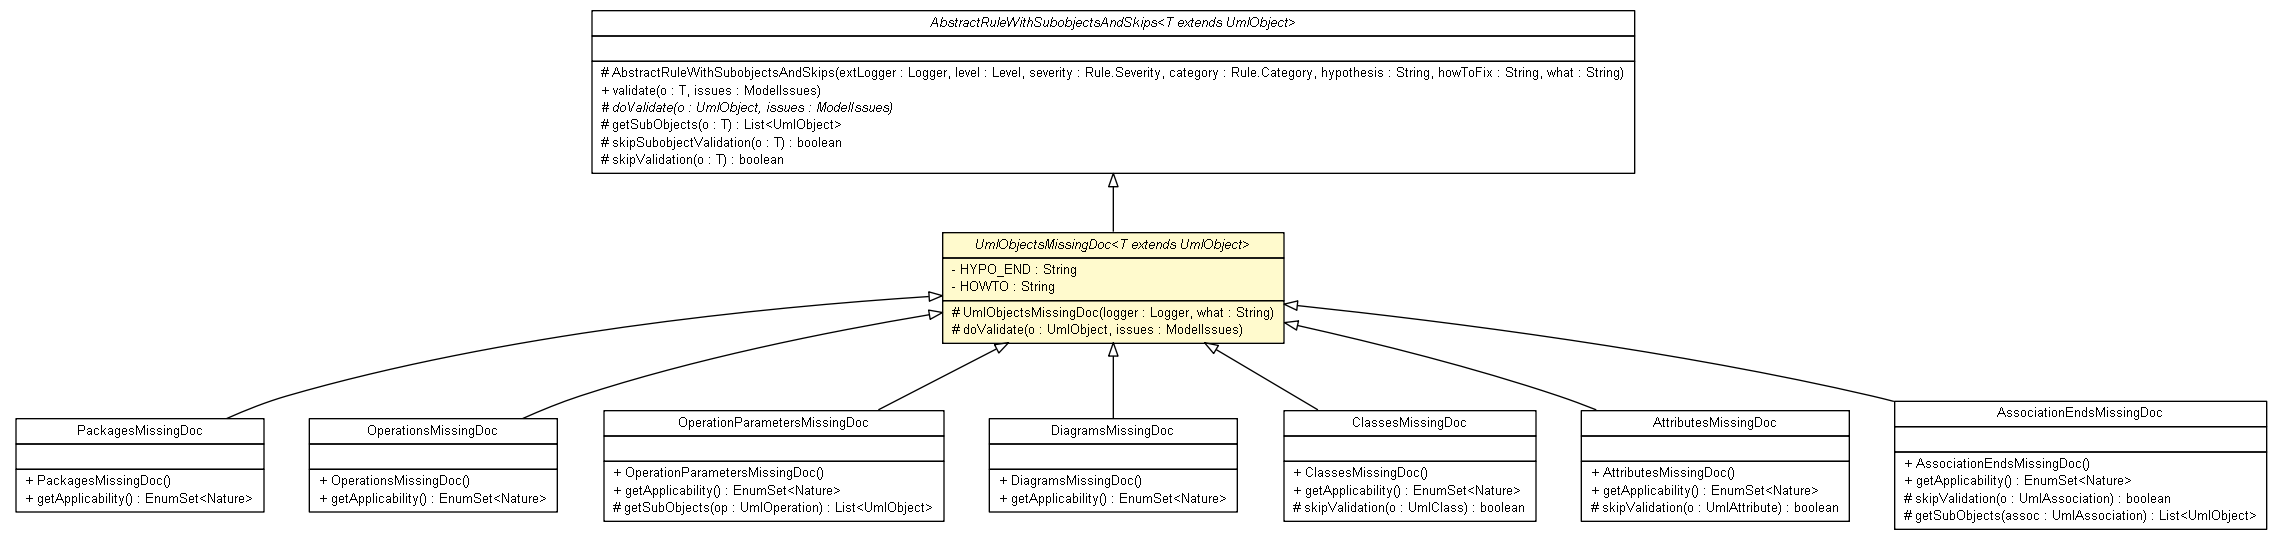 AbstractRuleWithSubobjectsAndSkips<T extends UmlObject>
# AbstractRuleWithSubobjectsAndSkips(extLogger : Logger, level : Level, severity : Rule.Severity, category : Rule.Category, hypothesis : String, howToFix : String, what : String)
+ validate(o : T, issues : ModelIssues)
# doValidate(o : UmlObject, issues : ModelIssues)
# getSubObjects(o : T) : List<UmlObject>
# skipSubobjectValidation(o : T) : boolean
# skipValidation(o : T) : boolean
UmlObjectsMissingDoc<T extends UmlObject>
- HYPO_END : String
- HOWTO : String
# UmlObjectsMissingDoc(logger : Logger, what : String)
# doValidate(o : UmlObject, issues : ModelIssues)
PackagesMissingDoc
+ PackagesMissingDoc()
+ getApplicability() : EnumSet<Nature>
OperationsMissingDoc
+ OperationsMissingDoc()
+ getApplicability() : EnumSet<Nature>
OperationParametersMissingDoc
+ OperationParametersMissingDoc()
+ getApplicability() : EnumSet<Nature>
# getSubObjects(op : UmlOperation) : List<UmlObject>
DiagramsMissingDoc
+ DiagramsMissingDoc()
+ getApplicability() : EnumSet<Nature>
ClassesMissingDoc
+ ClassesMissingDoc()
+ getApplicability() : EnumSet<Nature>
# skipValidation(o : UmlClass) : boolean
AttributesMissingDoc
+ AttributesMissingDoc()
+ getApplicability() : EnumSet<Nature>
# skipValidation(o : UmlAttribute) : boolean
AssociationEndsMissingDoc
+ AssociationEndsMissingDoc()
+ getApplicability() : EnumSet<Nature>
# skipValidation(o : UmlAssociation) : boolean
# getSubObjects(assoc : UmlAssociation) : List<UmlObject>